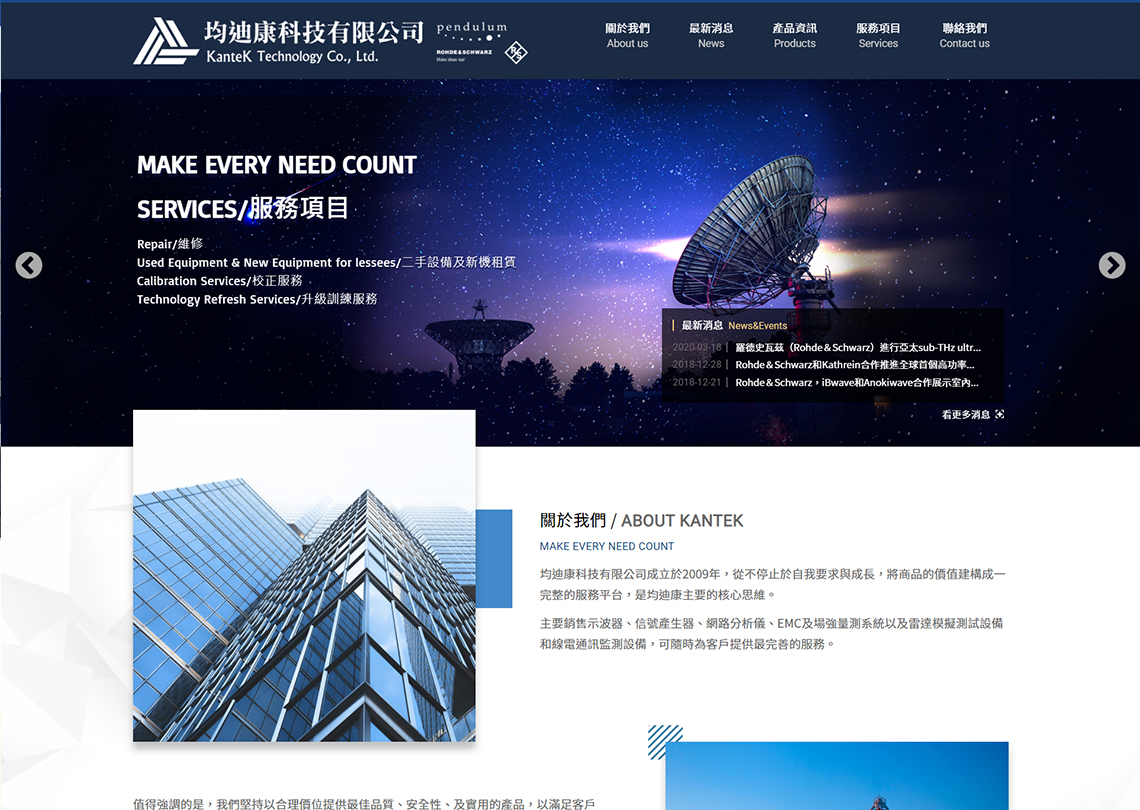 均迪康科技有限公司
KanteK Technology Co., Ltd.
pendulum
ROHDE&SCHWARZ
Make ideas real
R&S
關於我們
About us
最新消息
News
產品資訊
Products
服務項目
Services
聯絡我們
Contact us
MAKE EVERY NEED COUNT
SERVICES/服務項目
Repair/維修
Used Equipment & New Equipment for lessees/二手設備及新機租賃
Calibration Services/校正服務
Technology Refresh Services/升級訓練服務
最新消息 News&Events
2020-03-18 | 羅德史瓦茲（Rohde＆Schwarz）進行亞太sub-THz ultr...
2018-12-28 | Rohde＆Schwarz和Kathrein合作推進全球首個高功率...
2018-12-21 | Rohde＆Schwarz，iBwave和Anokiwave合作展示室內...
看更多消息
關於我們 / ABOUT KANTEK
MAKE EVERY NEED COUNT
均迪康科技有限公司成立於2009年，從不停止於自我要求與成長，將商品的價值建構成一
完整的服務平台，是均迪康主要的核心思維。
主要銷售示波器、信號產生器、網路分析儀、EMC及場強量測系統以及雷達模擬測試設備
和線電通訊監測設備，可隨時為客戶提供最完善的服務。
值得強調的是，我們堅持以合理價位提供最佳品質、安全性、及實用的產品，以滿足客戶